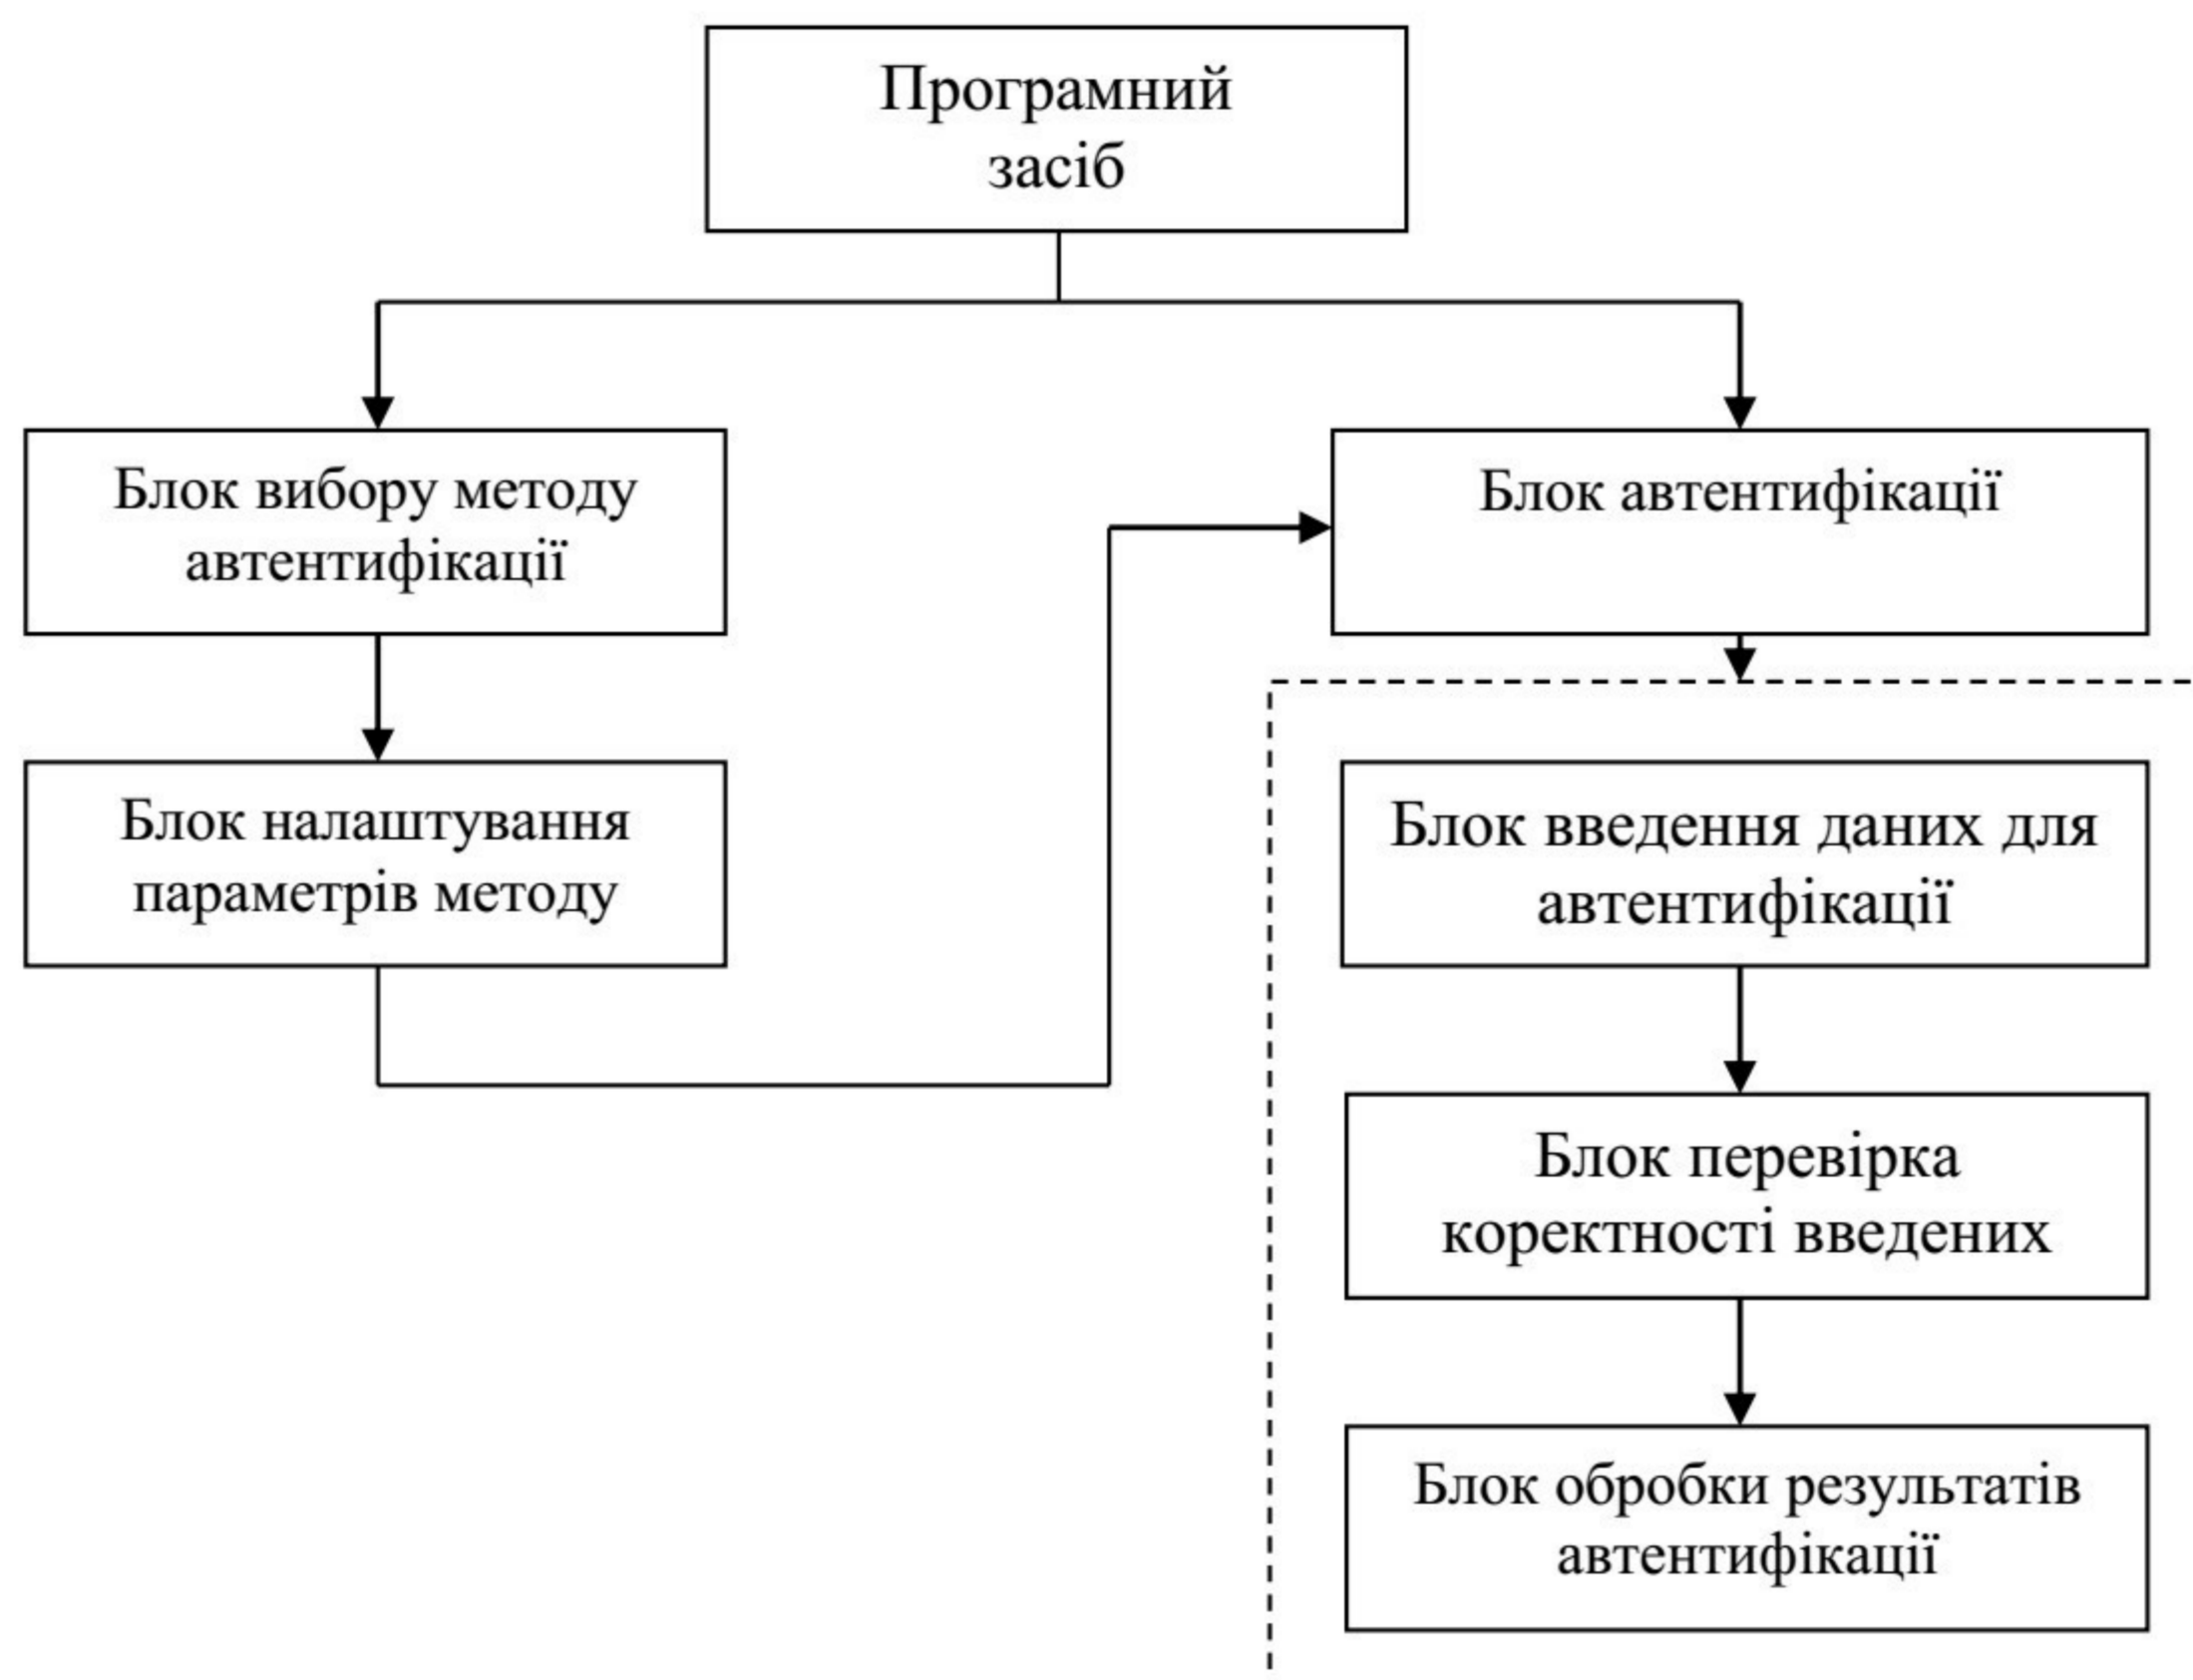 Програмний
засіб
Блок вибору методу
автентифікації
Блок автентифікації
Блок налаштування
параметрів методу
Блок введення даних для
автентифікації
Блок перевірка
коректності введених
Блок обробки результатів
автентифікації